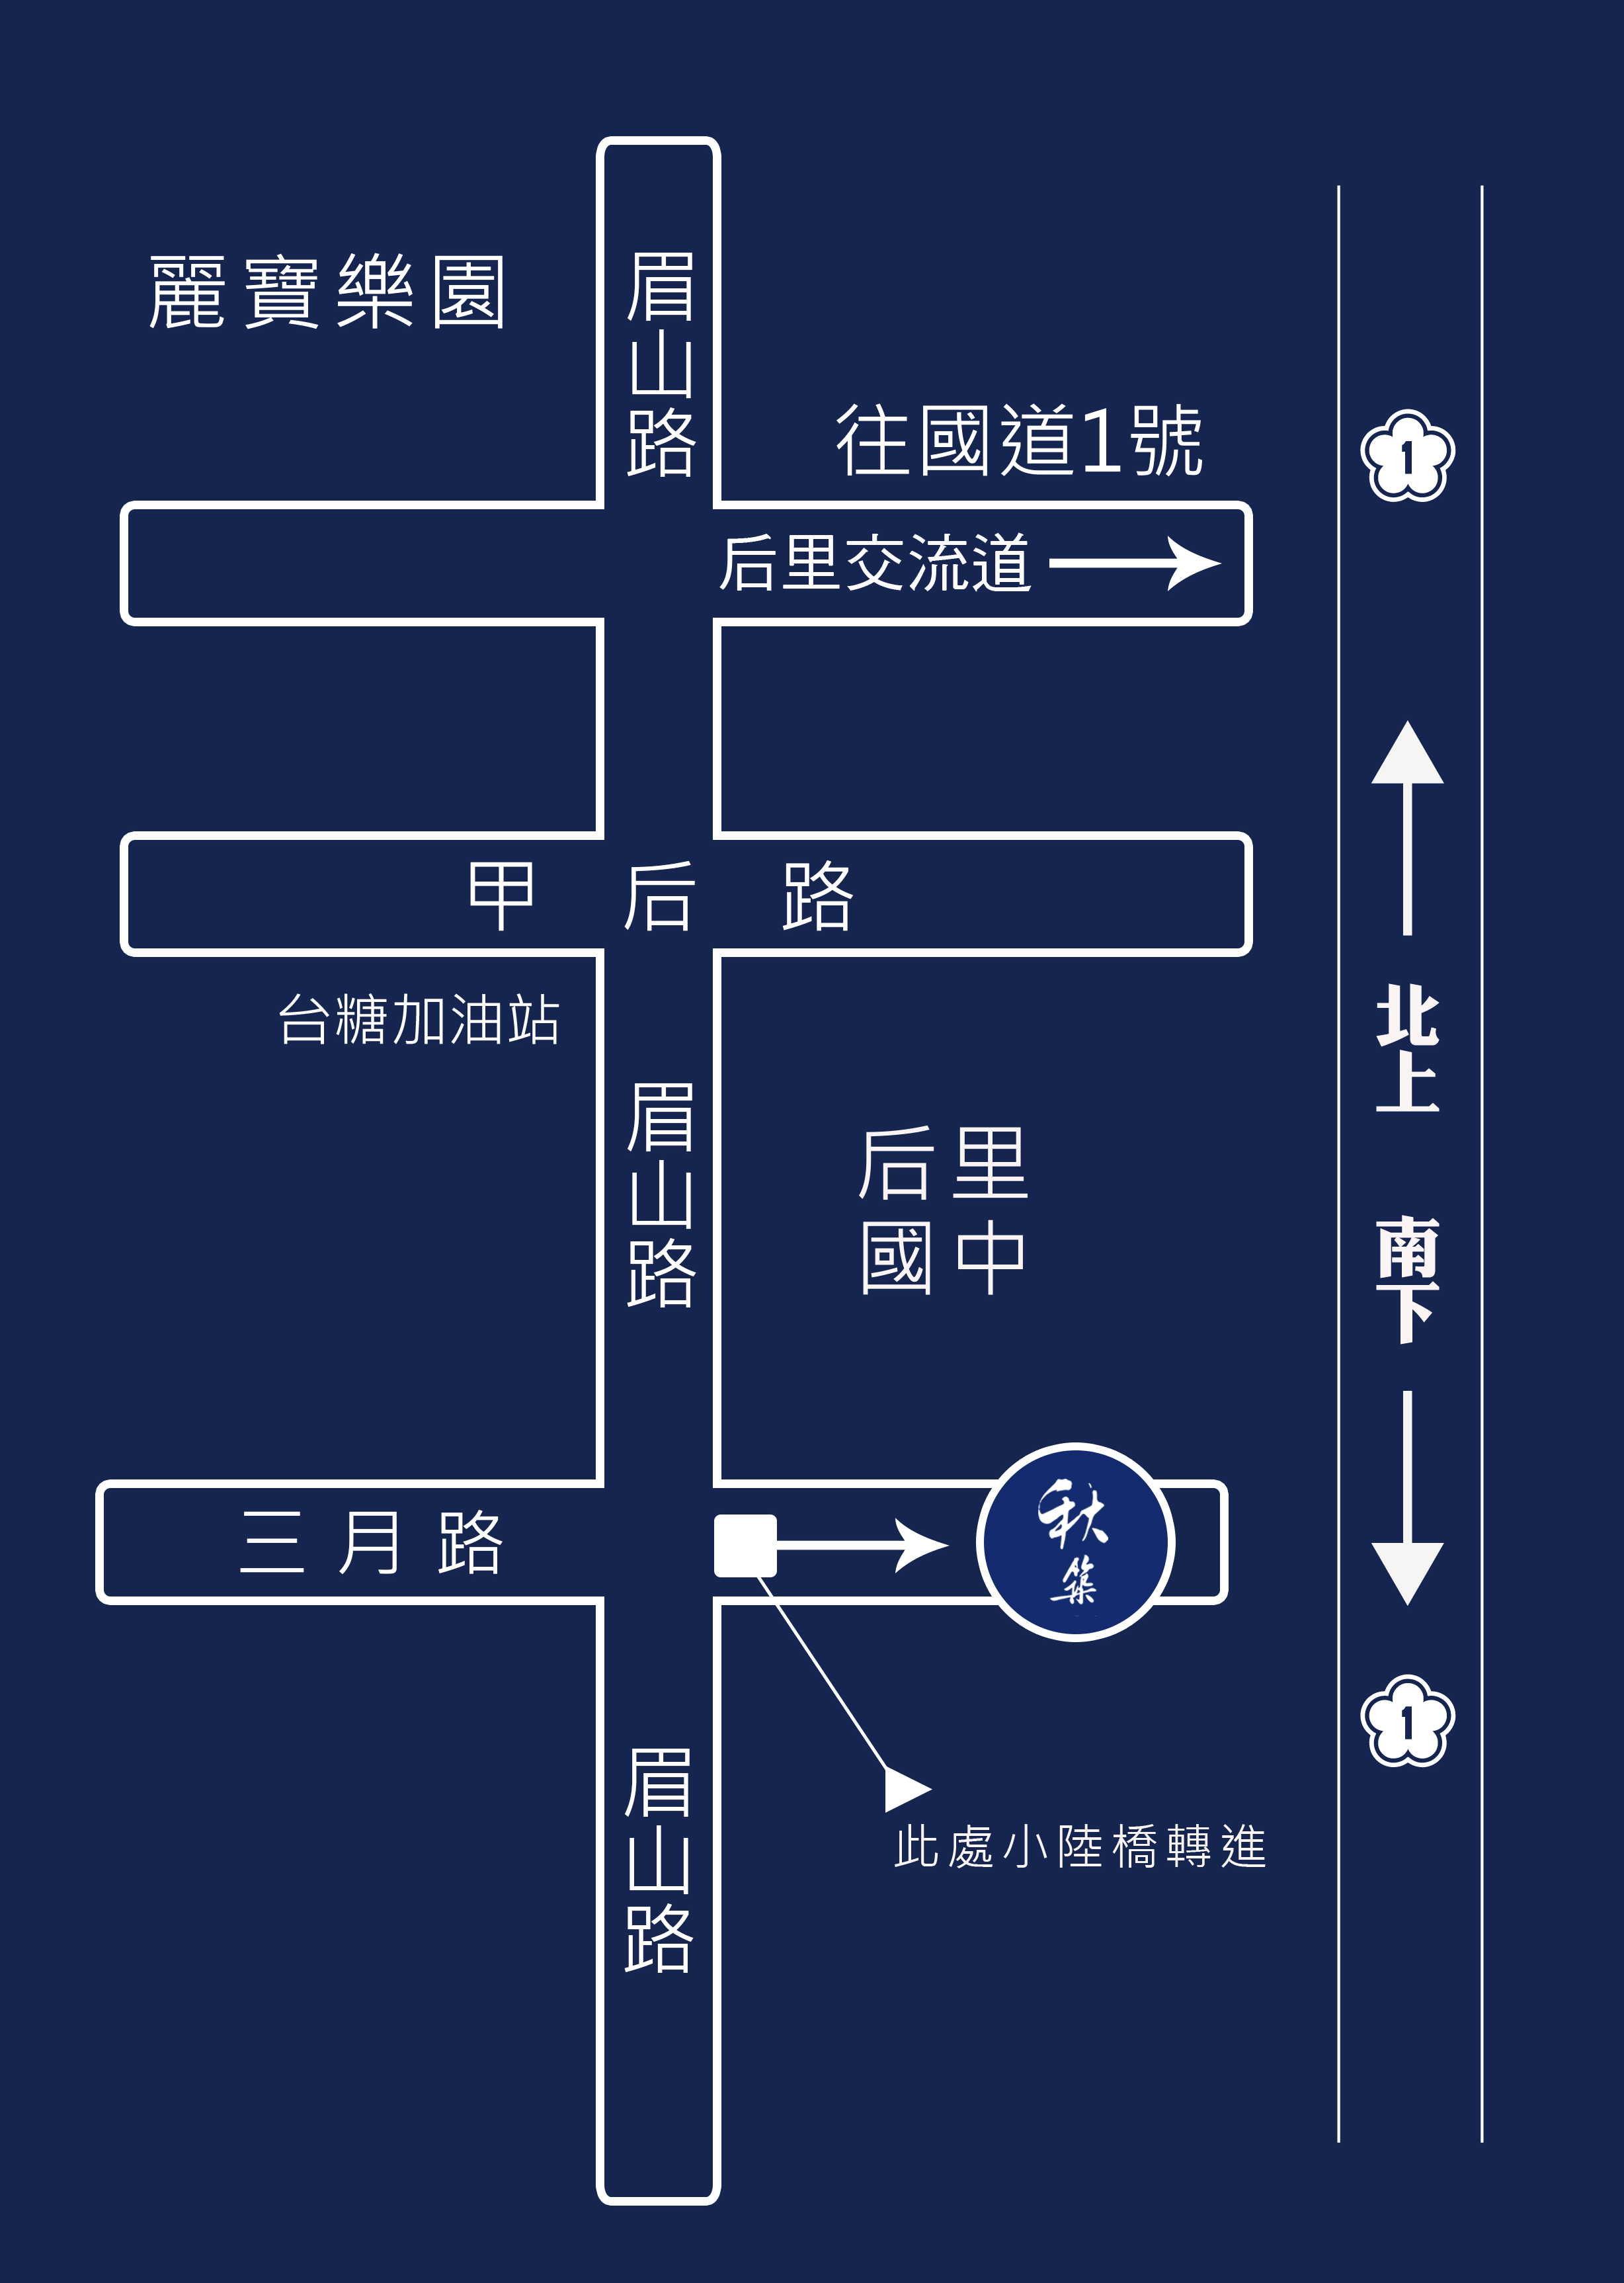 麗寶樂園
眉山路
往國道1號
1
后里交流道
甲后路
台糖加油站
北上
眉山路
后里
國中
南下
三月路
秋築
1
眉山路
此處小陸橋轉進